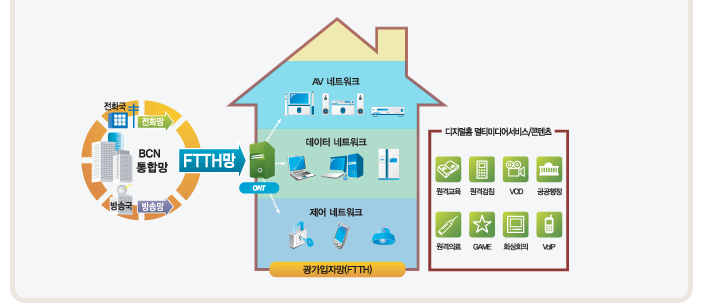 AV 네트워크
전화국
전화망
BCN
통합망
FTTH망
방송국
방송망
ONT
데이터 네트워크
제어 네트워크
광가입자망(FTTH)
디지털홈 멀티미디어서비스/콘텐츠
원격교육 원격검침 VOD 공공행정
원격의료 GAME 화상회의 VoIP